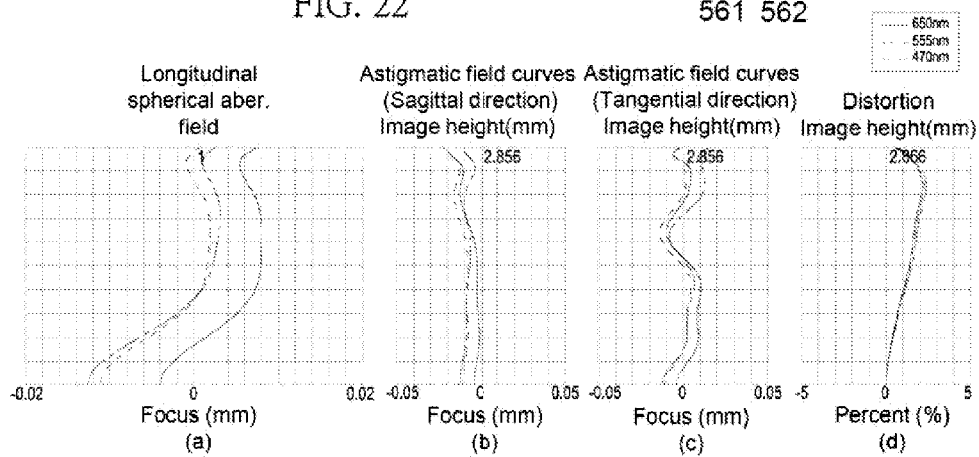 FIG. 22
561 562
650nm
555nm
470nm
Longitudinal
spherical aber.
field
Astigmatic field curves
(Sagittal direction)
Image height(mm)
Astigmatic field curves
(Tangential direction)
Image height(mm)
Distortion
Image height(mm)
1
2.856
2.856
2.856
-0.02 0 0.02
Focus (mm)
(a)
-0.05 0 0.05
Focus (mm)
(b)
-0.05 0 0.05
Focus (mm)
(c)
-5 0 5
Percent (%)
(d)